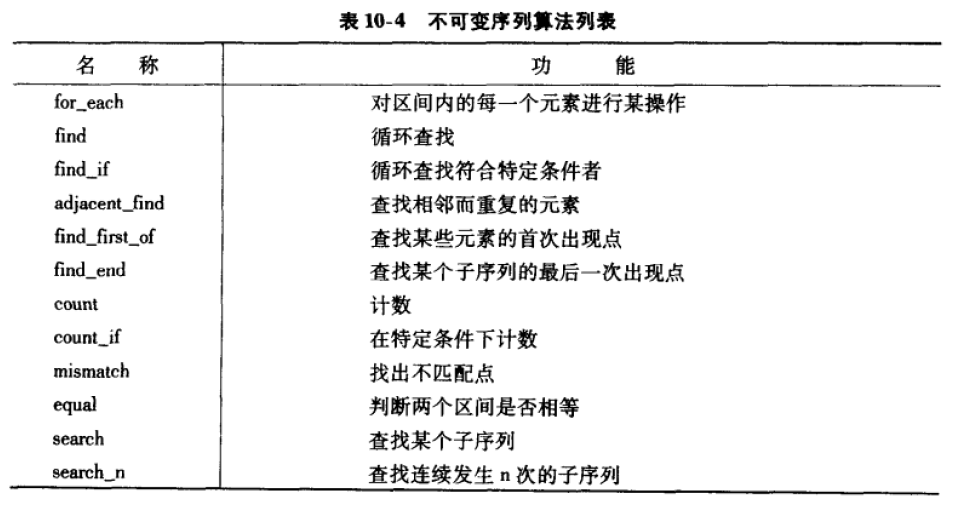 表 10-4 不可变序列算法列表
名 称 功 能
for_each 对区间内的每一个元素进行某操作
find 循环查找
find_if 循环查找符合特定条件者
adjacent_find 查找相邻而重复的元素
find_first_of 查找某些元素的首次出现点
find_end 查找某个子序列的最后一次出现点
count 计数
count_if 在特定条件下计数
mismatch 找出不匹配点
equal 判断两个区间是否相等
search 查找某个子序列
search_n 查找连续发生 n 次的子序列